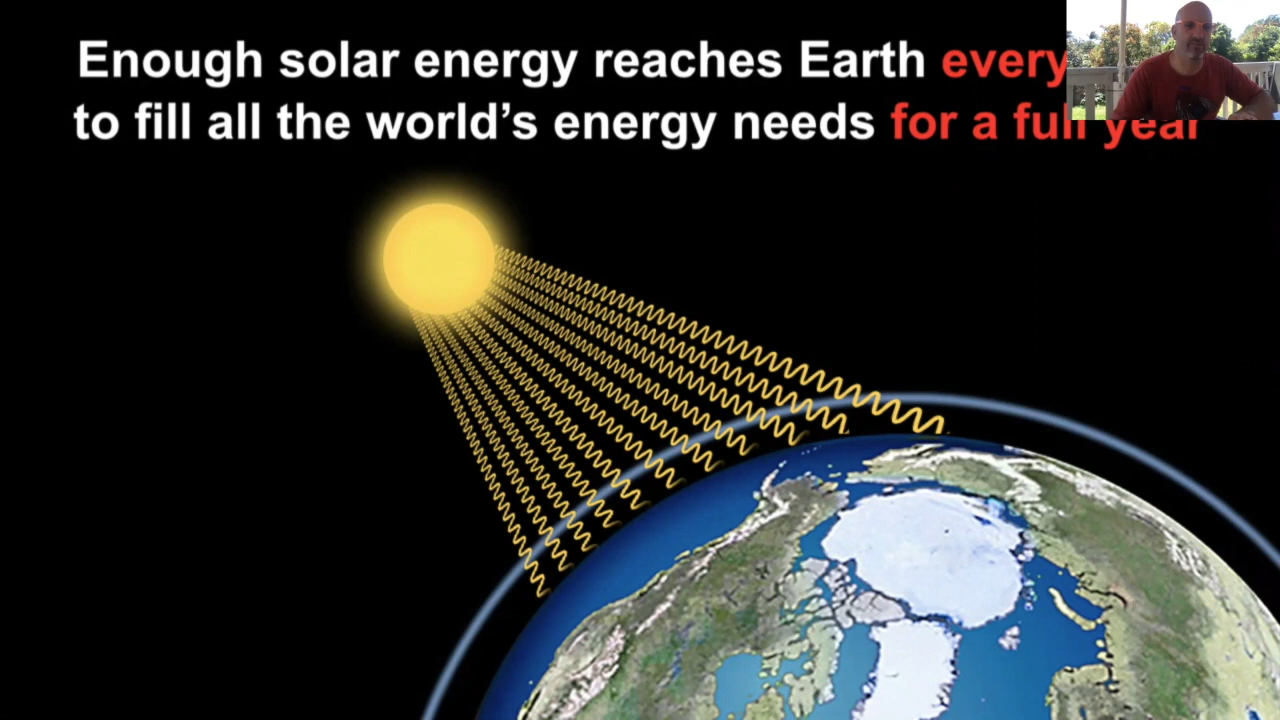 Enough solar energy reaches Earth every
to fill all the world’s energy needs for a full year